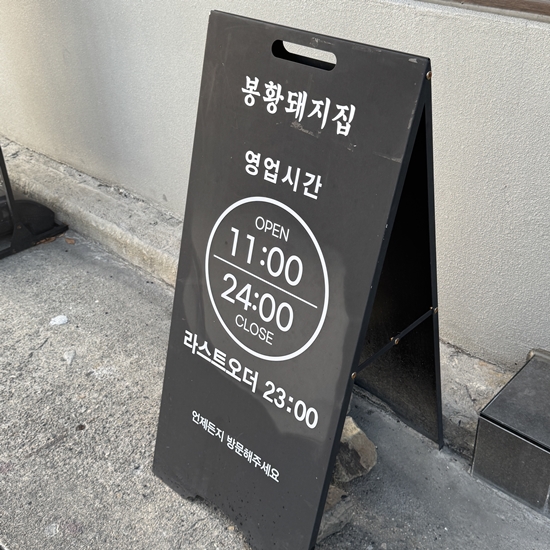 봉황돼지집
영업시간
OPEN
11:00
24:00
CLOSE
라스트오더 23:00
언제든지 방문해주세요